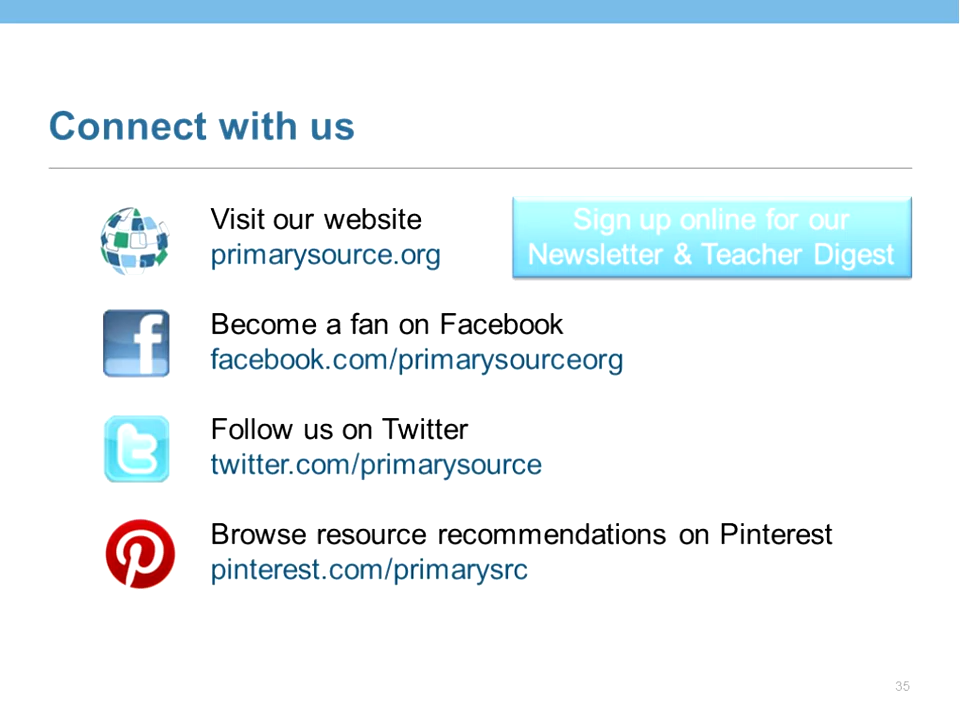 Connect with us
Visit our website
primarysource.org
Sign up online for our
Newsletter & Teacher Digest
Become a fan on Facebook
facebook.com/primarysourceorg
Follow us on Twitter
twitter.com/primarysource
Browse resource recommendations on Pinterest
pinterest.com/primarysrc
35